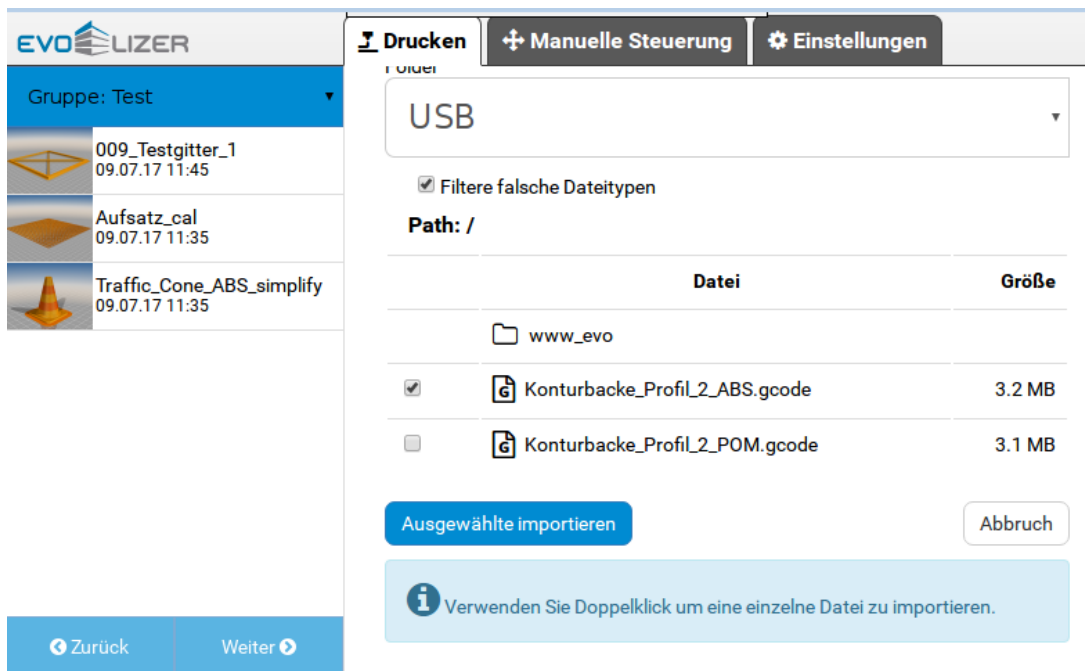 EVOLIZER
Drucken
Manuelle Steuerung
Einstellungen
Gruppe: Test
009_Testgitter_1
09.07.17 11:45
Aufsatz_cal
09.07.17 11:35
Traffic_Cone_ABS_simplify
09.07.17 11:35
Zurück
Weiter
Folder
USB
Filtere falsche Dateitypen
Path: /
Datei Größe
www_evo
Konturbacke_Profil_2_ABS.gcode 3.2 MB
Konturbacke_Profil_2_POM.gcode 3.1 MB
Ausgewählte importieren
Abbruch
Verwenden Sie Doppelklick um eine einzelne Datei zu importieren.